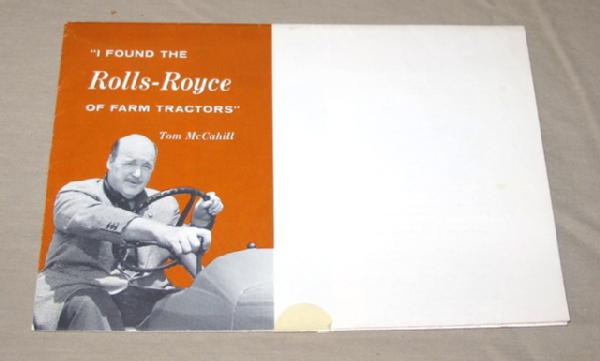 "I FOUND THE
Rolls-Royce
OF FARM TRACTORS"
Tom McCahill